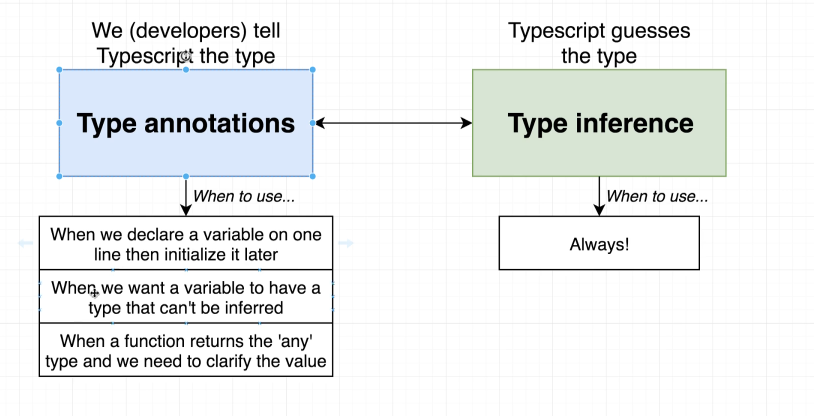 We (developers) tell
Typescript the type
Typescript guesses
the type
Type annotations
Type inference
When to use...
When to use...
When we declare a variable on one
line then initialize it later
Always!
When we want a variable to have a
type that can't be inferred
When a function returns the 'any'
type and we need to clarify the value